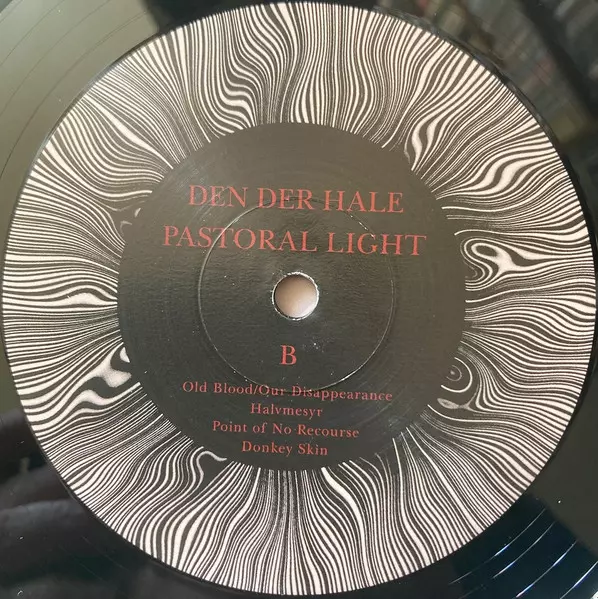 DEN DER HALE
PASTORAL LIGHT
B
Old Blood/Our Disappearance
Halvmesyr
Point of No Recourse
Donkey Skin